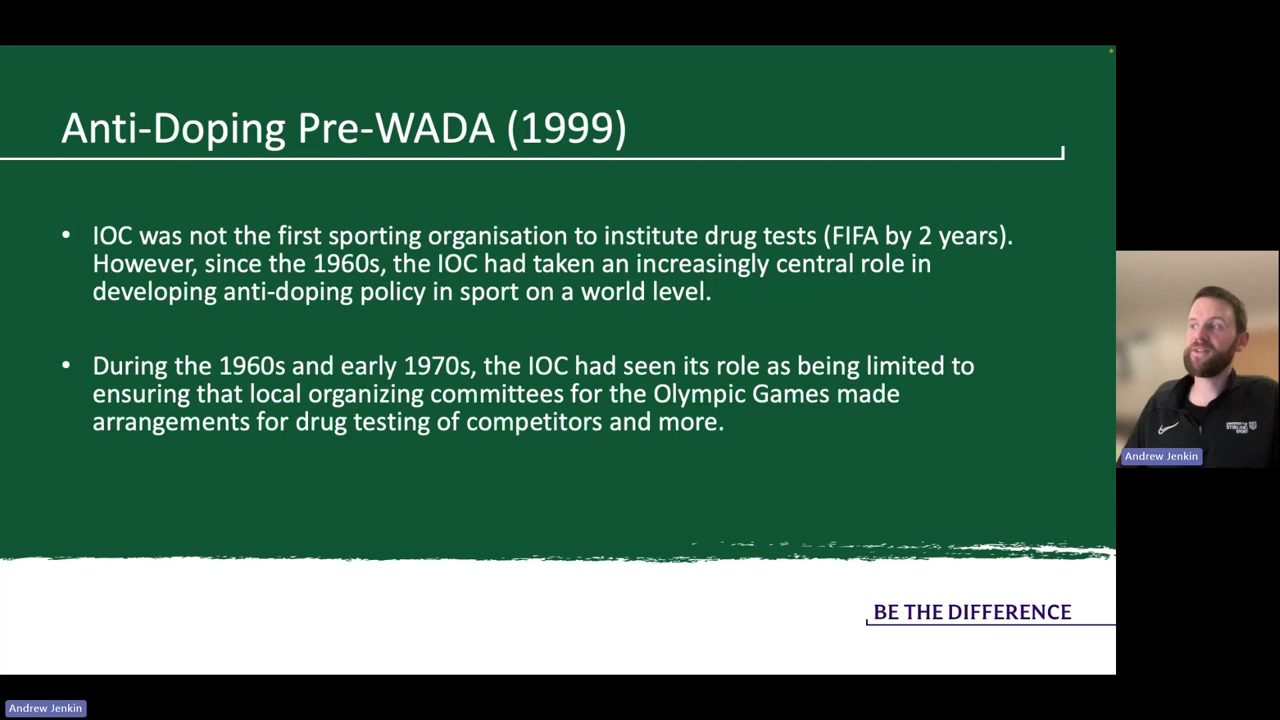 Anti-Doping Pre-WADA (1999)
• IOC was not the first sporting organisation to institute drug tests (FIFA by 2 years).
However, since the 1960s, the IOC had taken an increasingly central role in
developing anti-doping policy in sport on a world level.
• During the 1960s and early 1970s, the IOC had seen its role as being limited to
ensuring that local organizing committees for the Olympic Games made
arrangements for drug testing of competitors and more.
UNIVERSITY OF
STIRLING
SPORT
Andrew Jenkin
BE THE DIFFERENCE
Andrew Jenkin